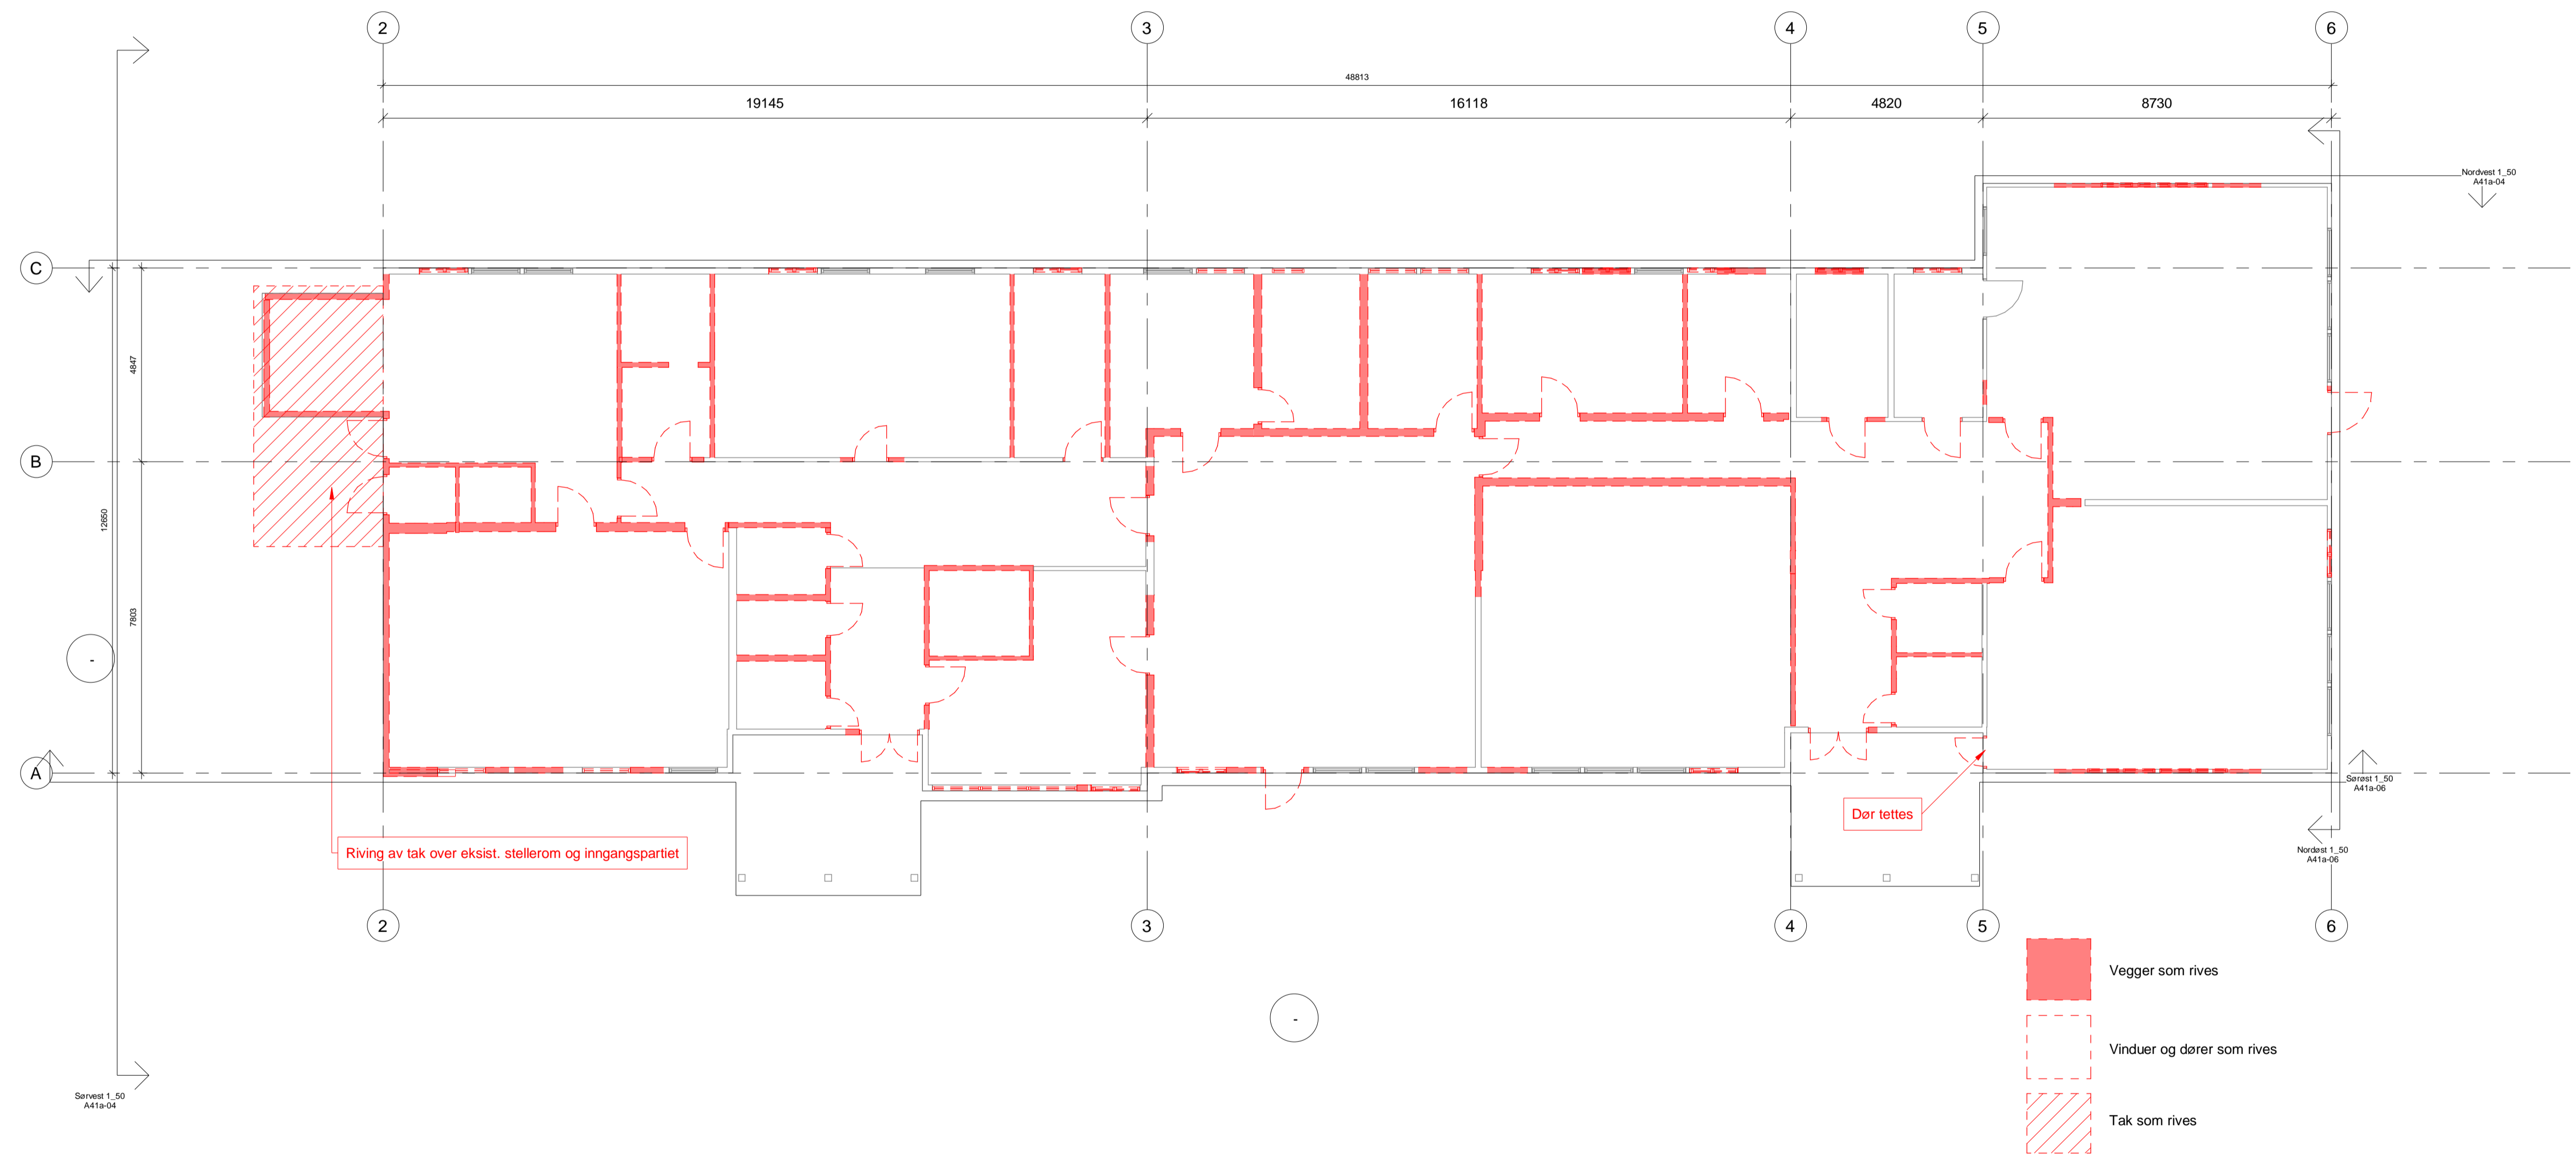 2
3
4
5
6
48813
19145
16118
4820
8730
Nordvest 1_50
A41a-04
C
4847
B
12650
7803
-
A
Sørøst 1_50
A41a-06
Dør tettes
Riving av tak over eksist. stellerom og inngangspartiet
Nordøst 1_50
A41a-06
2
3
4
5
6
Vegger som rives
-
Vinduer og dører som rives
Sørvest 1_50
A41a-04
Tak som rives